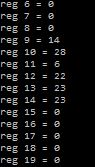 reg 6 = 0
reg 7 = 0
reg 8 = 0
reg 9 = 14
reg 10 = 28
reg 11 = 6
reg 12 = 22
reg 13 = 23
reg 14 = 23
reg 15 = 0
reg 16 = 0
reg 17 = 0
reg 18 = 0
reg 19 = 0